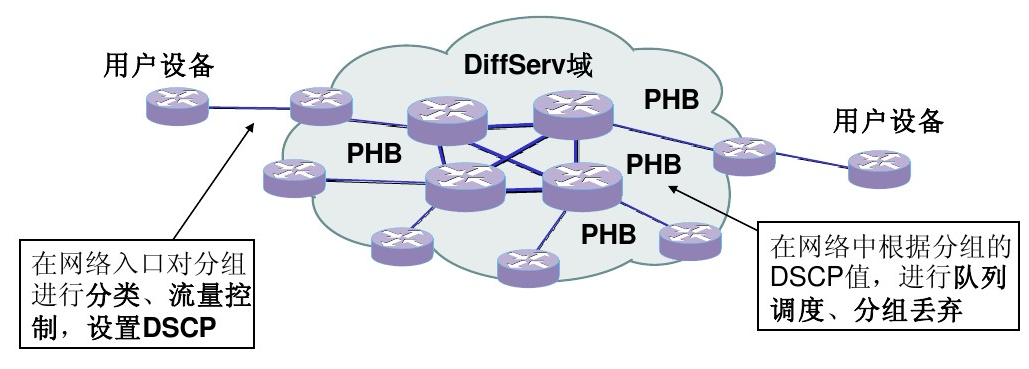 DiffServ域
用户设备
PHB
用户设备
PHB
PHB
PHB
在网络入口对分组
进行分类、流量控
制，设置DSCP
在网络中根据分组的
DSCP值，进行队列
调度、分组丢弃